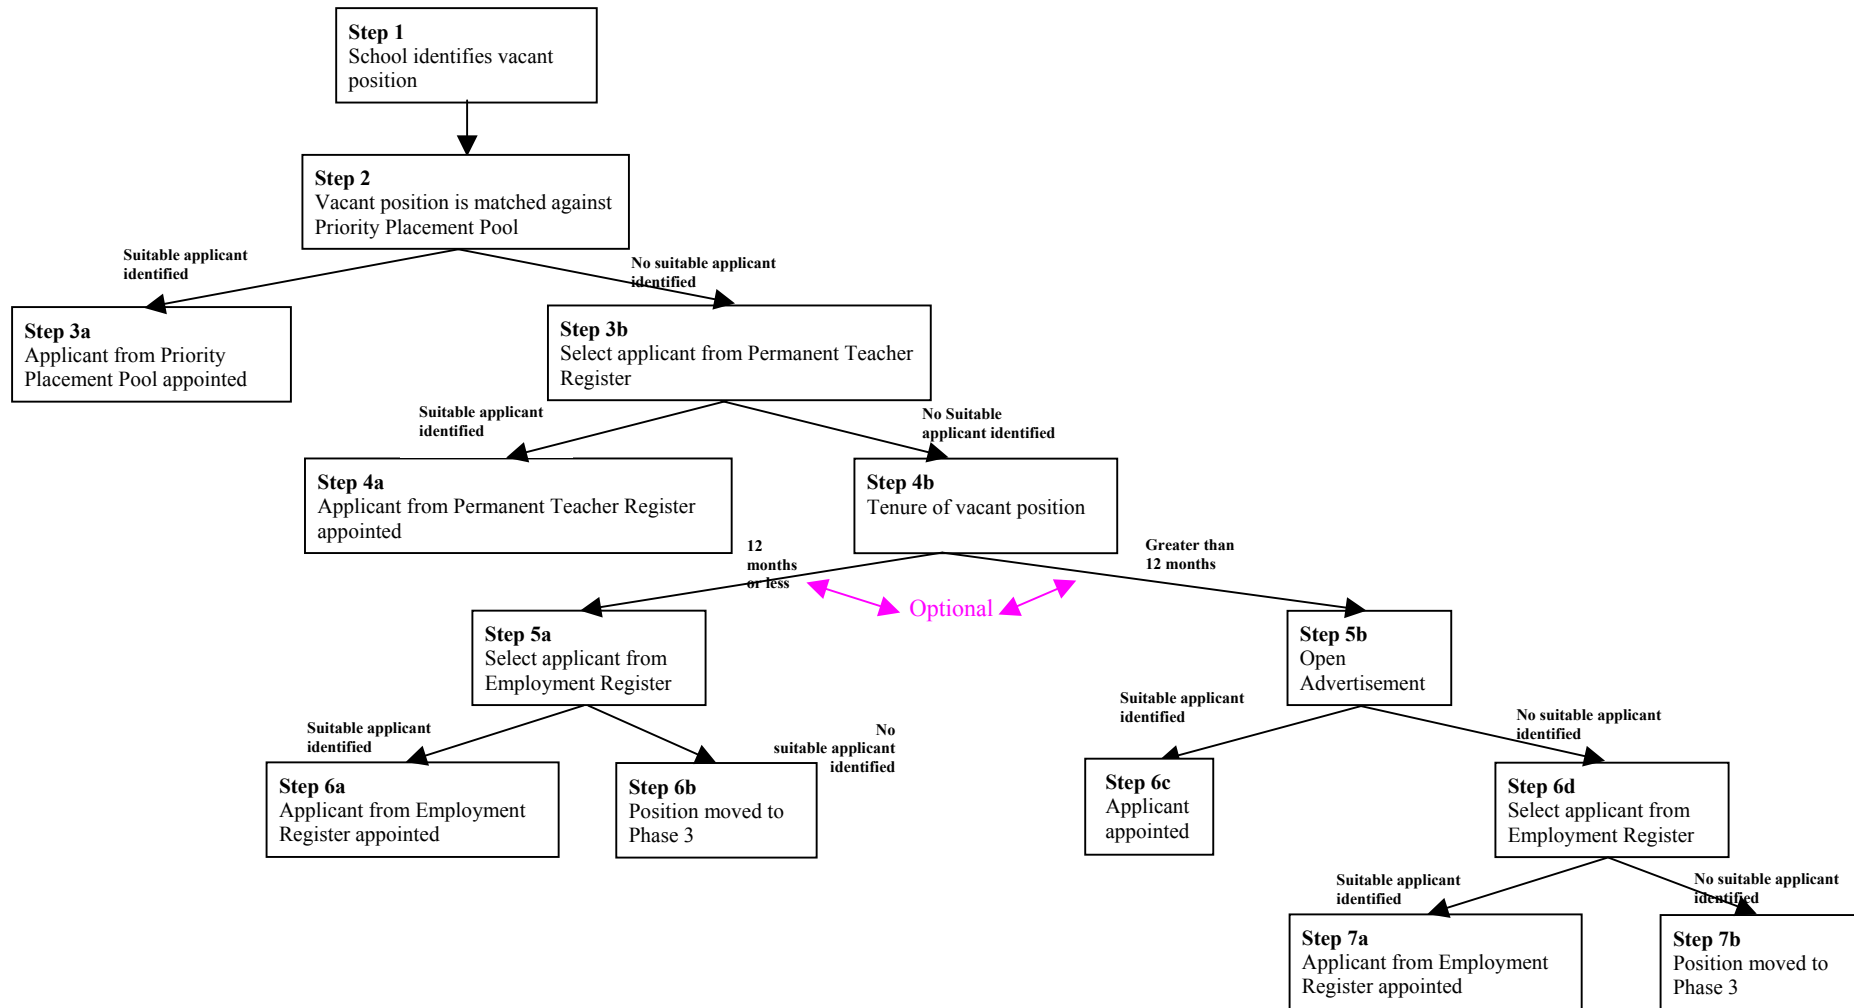 Step 1
School identifies vacant
position
Step 2
Vacant position is matched against
Priority Placement Pool
Suitable applicant
identified
No suitable applicant
identified
Step 3a
Applicant from Priority
Placement Pool appointed
Step 3b
Select applicant from Permanent Teacher
Register
Suitable applicant
identified
No Suitable
applicant identified
Step 4a
Applicant from Permanent Teacher Register
appointed
Step 4b
Tenure of vacant position
12
months
or less
Greater than
12 months
Optional
Step 5a
Select applicant from
Employment Register
Step 5b
Open
Advertisement
Suitable applicant
identified
No
suitable applicant
identified
Suitable applicant
identified
No suitable applicant
identified
Step 6a
Applicant from Employment
Register appointed
Step 6b
Position moved to
Phase 3
Step 6c
Applicant
appointed
Step 6d
Select applicant from
Employment Register
Suitable applicant
identified
No suitable applicant
identified
Step 7a
Applicant from Employment
Register appointed
Step 7b
Position moved to
Phase 3